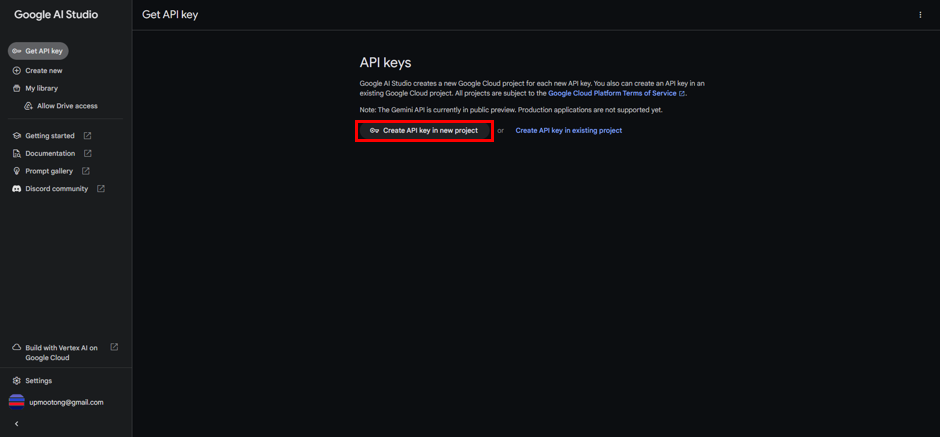 Google AI Studio
Get API key
Get API key
Create new
My library
Allow Drive access
Getting started
Documentation
Prompt gallery
Discord community
API keys
Google AI Studio creates a new Google Cloud project for each new API key. You also can create an API key in an
existing Google Cloud project. All projects are subject to the Google Cloud Platform Terms of Service.
Note: The Gemini API is currently in public preview. Production applications are not supported yet.
Create API key in new project or Create API key in existing project
Build with Vertex AI on
Google Cloud
Settings
upmootong@gmail.com